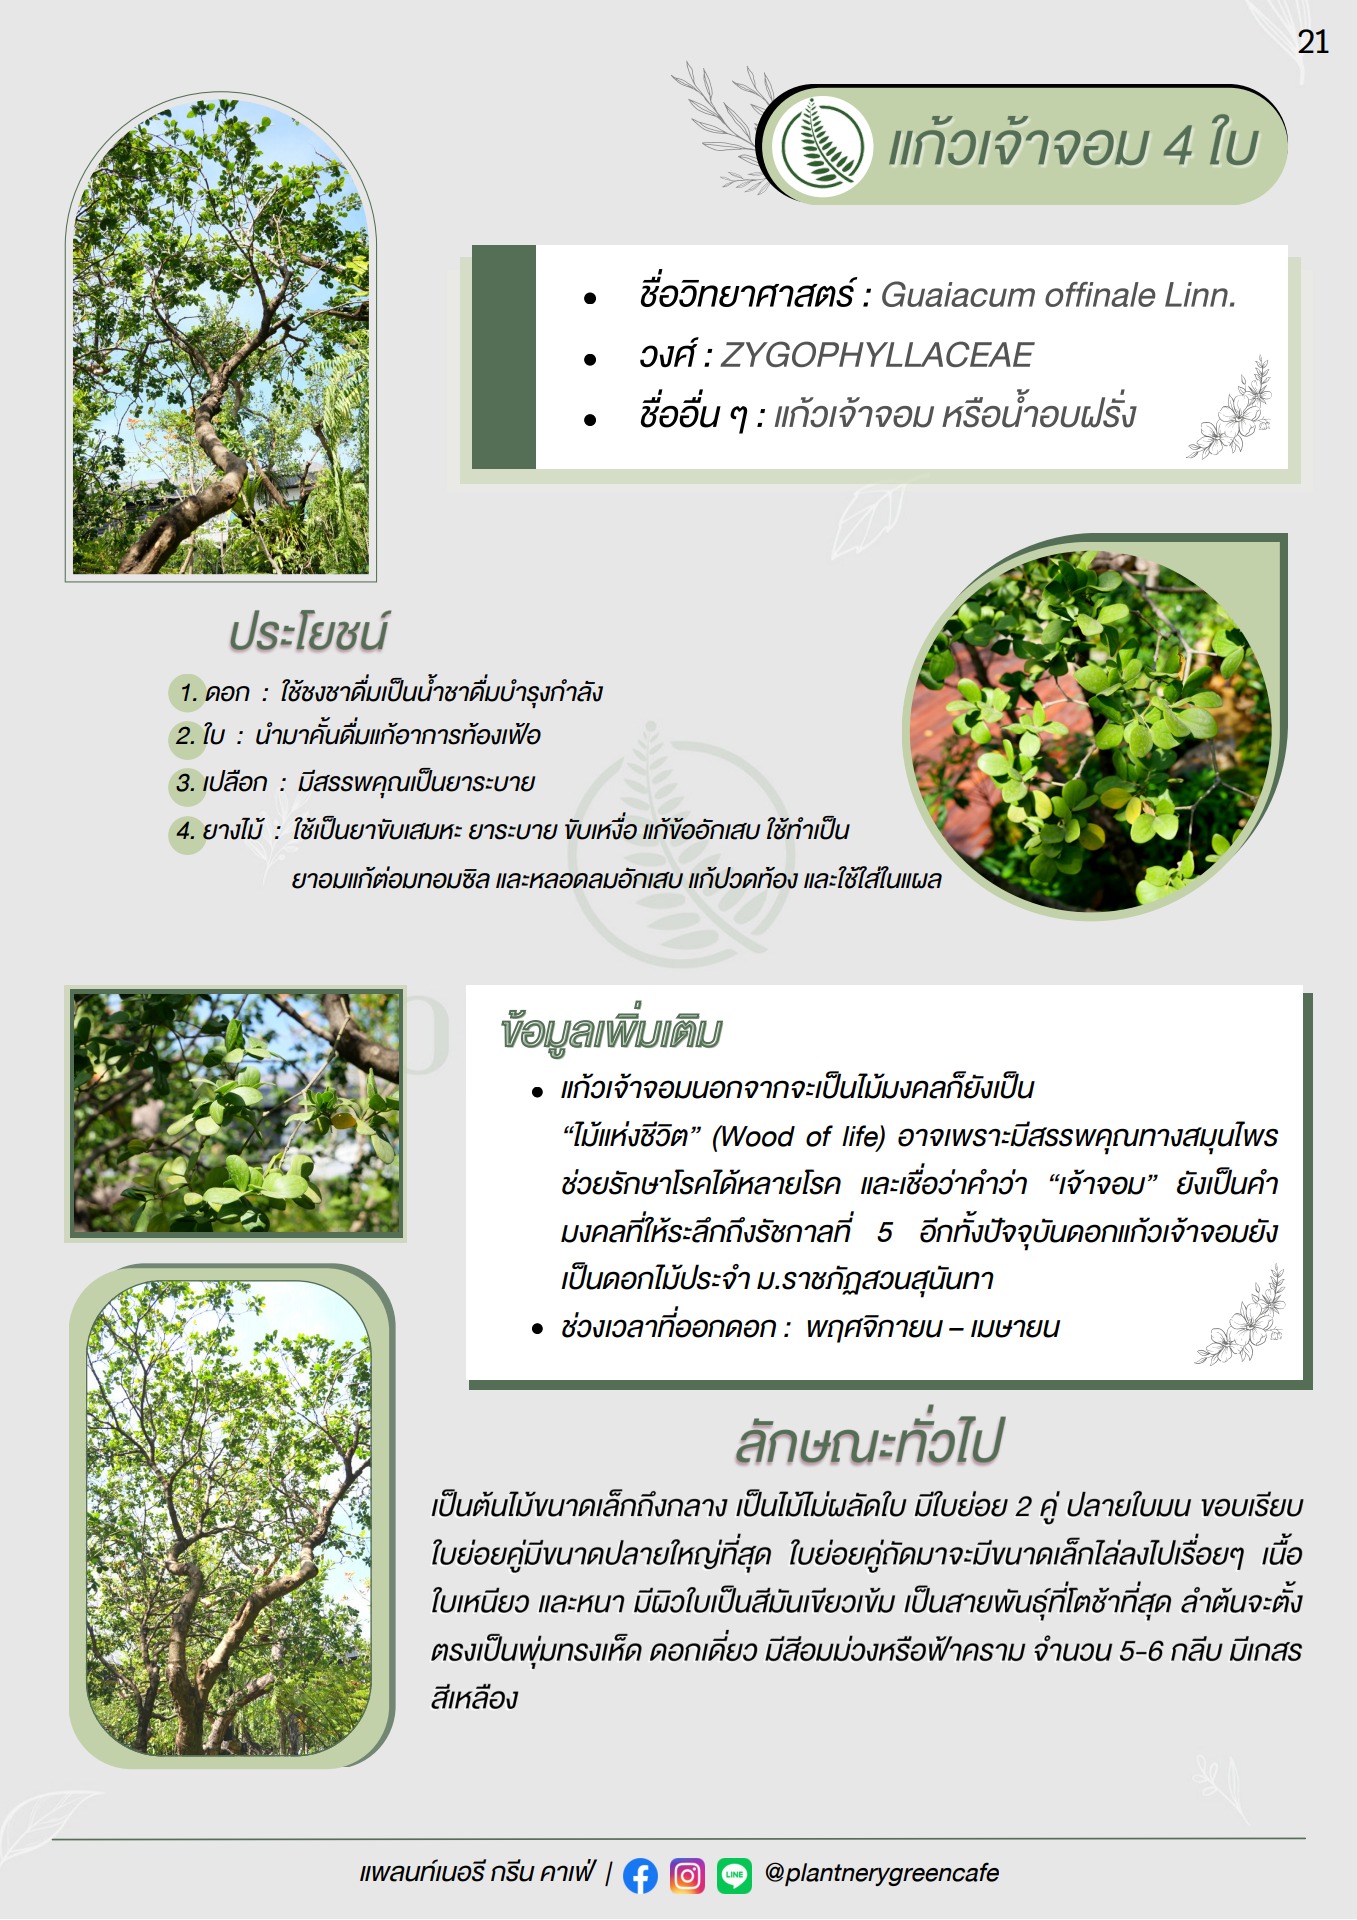 21
แก้วเจ้าจอม 4 ใบ
• ชื่อวิทยาศาสตร์ : Guaiacum offinale Linn.
• วงศ์ : ZYGOPHYLLACEAE
• ชื่ออื่น ๆ : แก้วเจ้าจอม หรือน้ำอบฝรั่ง
ประโยชน์
1. ดอก : ใช้ชงชาดื่มเป็นน้ำชาดื่มบำรุงกำลัง
2. ใบ : นำมาคั้นดื่มแก้อาการท้องเฟ้อ
3. เปลือก : มีสรรพคุณเป็นยาระบาย
4. ยางไม้ : ใช้เป็นยาขับเสมหะ ยาระบาย ขับเหงื่อ แก้ข้ออักเสบ ใช้ทำเป็น
ยาอมแก้ต่อมทอมซิล และหลอดลมอักเสบ แก้ปวดท้อง และใช้ใส่ในแผล
ข้อมูลเพิ่มเติม
• แก้วเจ้าจอมนอกจากจะเป็นไม้มงคลก็ยังเป็น
“ไม้แห่งชีวิต” (Wood of life) อาจเพราะมีสรรพคุณทางสมุนไพร
ช่วยรักษาโรคได้หลายโรค และเชื่อว่าคำว่า “เจ้าจอม” ยังเป็นคำ
มงคลที่ให้ระลึกถึงรัชกาลที่ 5 อีกทั้งปัจจุบันดอกแก้วเจ้าจอมยัง
เป็นดอกไม้ประจำ ม.ราชภัฏสวนสุนันทา
• ช่วงเวลาที่ออกดอก : พฤศจิกายน – เมษายน
ลักษณะทั่วไป
เป็นต้นไม้ขนาดเล็กถึงกลาง เป็นไม้ไม่ผลัดใบ มีใบย่อย 2 คู่ ปลายใบมน ขอบเรียบ
ใบย่อยคู่มีขนาดปลายใหญ่ที่สุด ใบย่อยคู่ถัดมาจะมีขนาดเล็กไล่ลงไปเรื่อยๆ เนื้อ
ใบเหนียว และหนา มีผิวใบเป็นสีมันเขียวเข้ม เป็นสายพันธุ์ที่โตช้าที่สุด ลำต้นจะตั้ง
ตรงเป็นพุ่มทรงเห็ด ดอกเดี่ยว มีสีอมม่วงหรือฟ้าคราม จำนวน 5-6 กลีบ มีเกสร
สีเหลือง
แพลนท์เนอรี กรีน คาเฟ่ | LINE @plantnerygreencafe